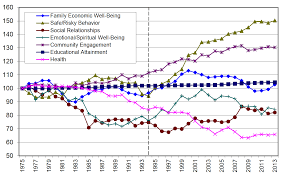 160
150
140
130
120
110
100
90
80
70
60
50
Family Economic Well-Being
Safe/Risky Behavior
Social Relationships
Emotional/Spiritual Well-Being
Community Engagement
Educational Attainment
Health
1975 1977 1979 1981 1983 1985 1987 1989 1991 1993 1995 1997 1999 2001 2003 2005 2007 2009 2011 2013